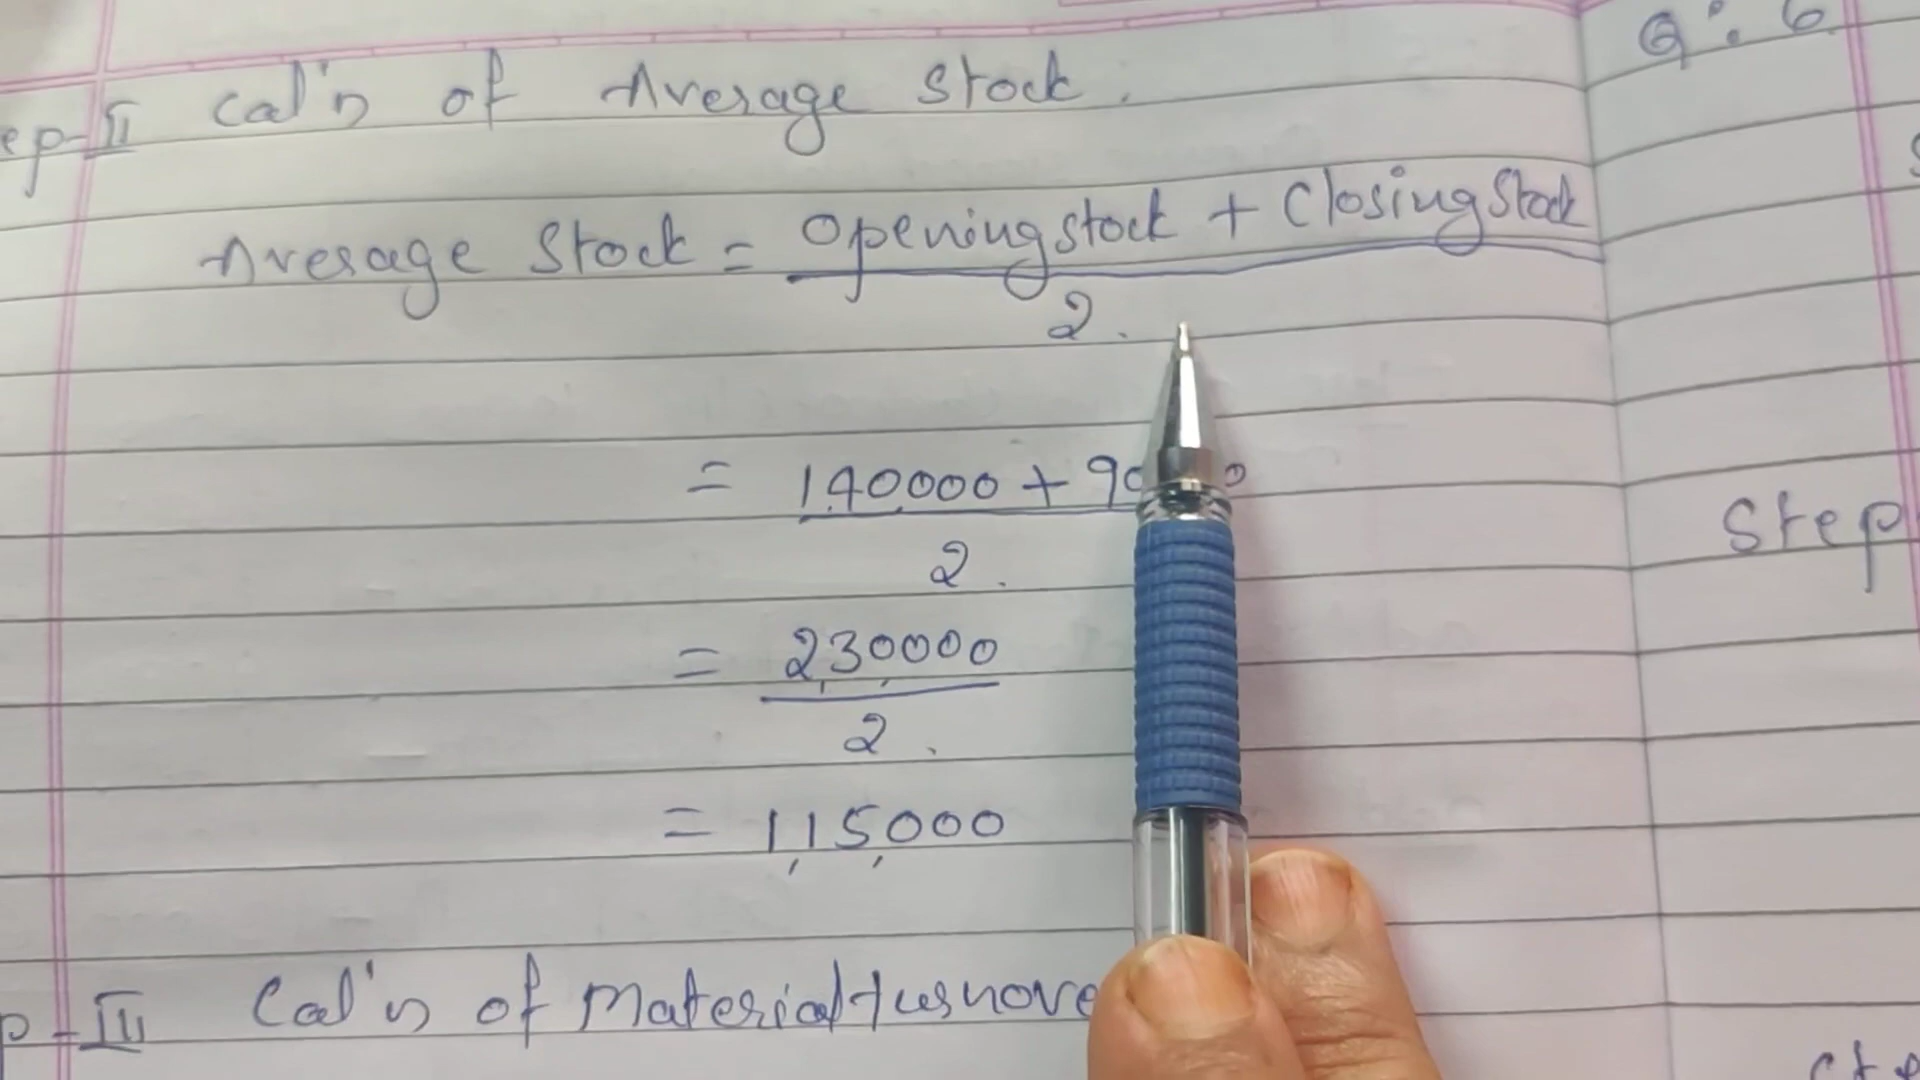 Q: 6
ep-II Cal'n of Average Stock.
Average Stock = Opening stock + Closing Stock
2.
= 1,40,000 + 90
2.
= 2,30,000
2.
= 1,15,000
p-III Cal'n of Material turnove
Step
Ste